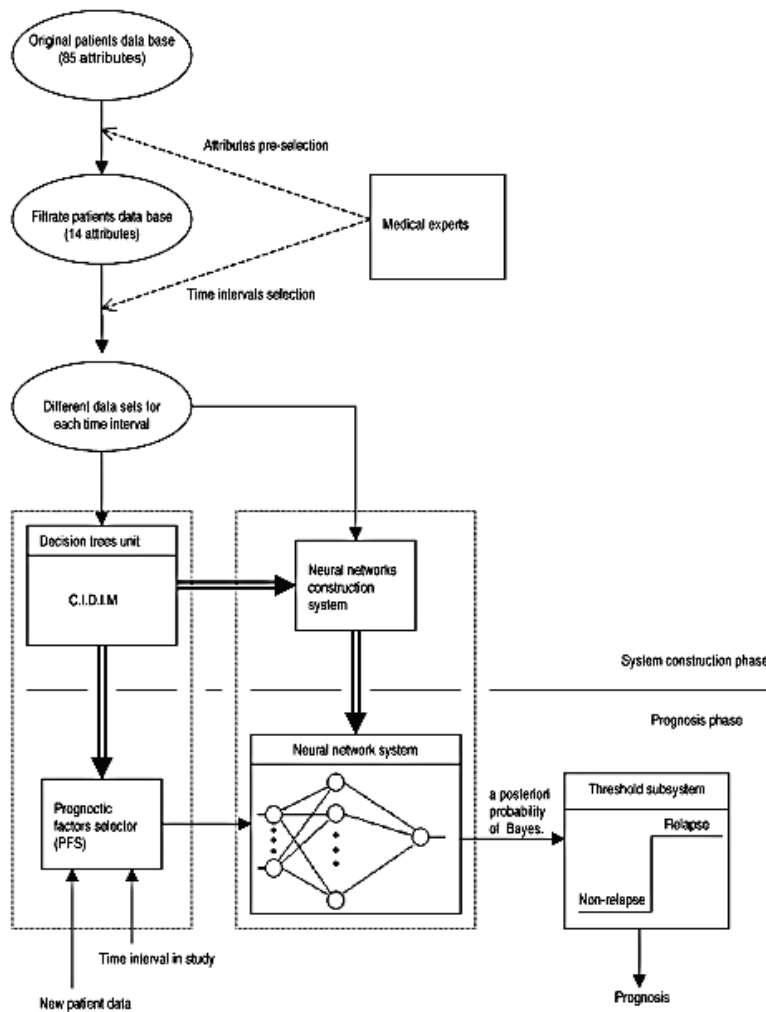 Original patients data base
(85 attributes)
Attributes pre-selection
Filtrate patients data base
(14 attributes)
Medical experts
Time intervals selection
Different data sets for
each time interval
Decision trees unit
C.I.D.I.M
Neural networks
construction
system
System construction phase
Prognosis phase
Neural network system
Prognoctic
factors selector
(PFS)
a posteriori
probability
of Bayes.
Threshold subsystem
Relapse
Non-relapse
Time interval in study
New patient data
Prognosis